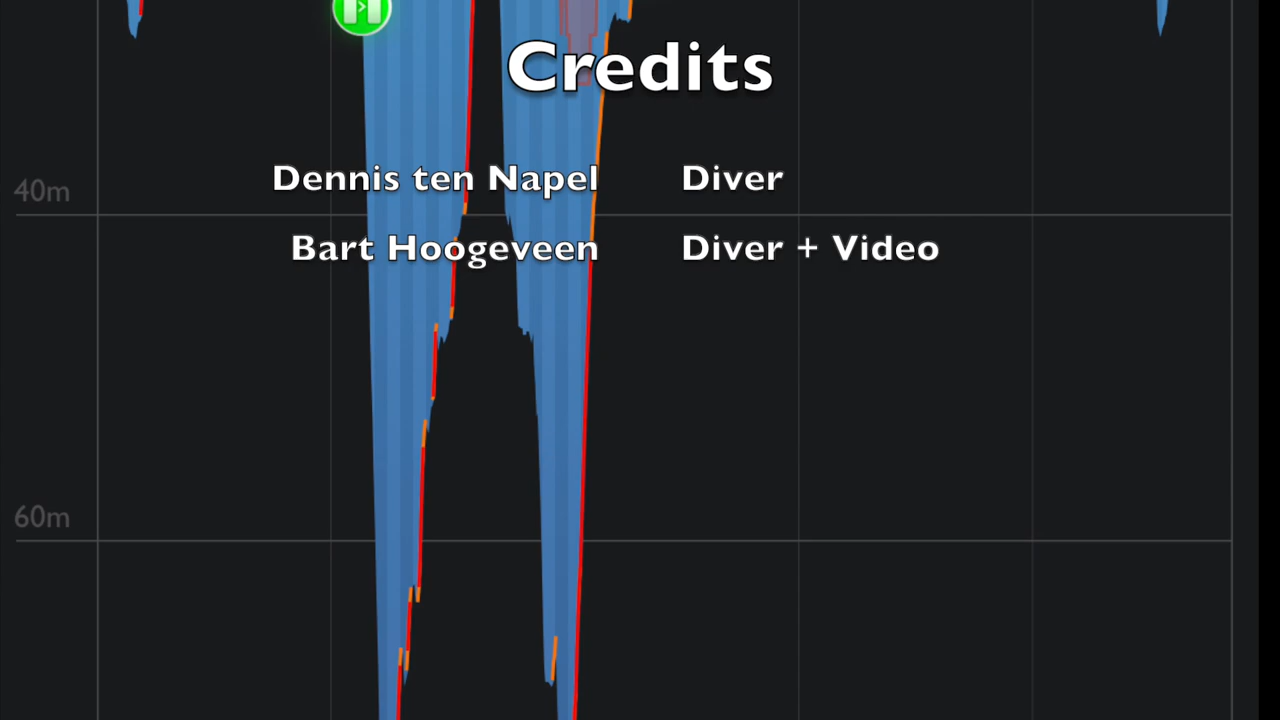 Credits
Dennis ten Napel Diver
40m
Bart Hoogeveen Diver + Video
60m